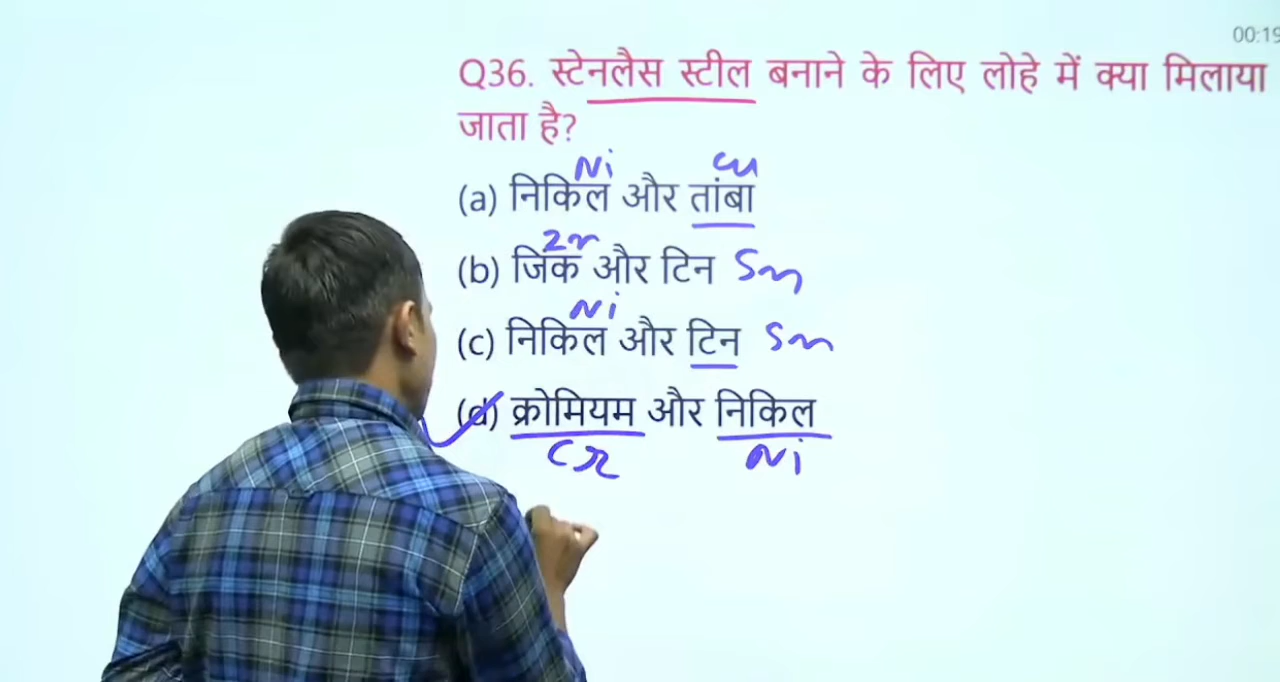 00:19
Q36. स्टेनलैस स्टील बनाने के लिए लोहे में क्या मिलाया
जाता है?
Ni Cu
(a) निकिल और तांबा
Zn
(b) जिंक और टिन Sn
Ni
(c) निकिल और टिन Sn
(d) क्रोमियम और निकिल
Cr Ni